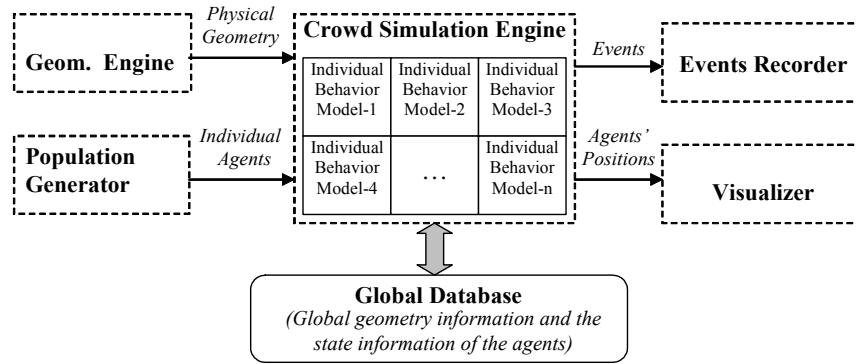 Physical
Geometry
Geom. Engine
Population
Generator
Individual
Agents
Crowd Simulation Engine
Individual
Behavior
Model-1
Individual
Behavior
Model-2
Individual
Behavior
Model-3
Individual
Behavior
Model-4
…
Individual
Behavior
Model-n
Events
Events Recorder
Agents’
Positions
Visualizer
Global Database
(Global geometry information and the
state information of the agents)